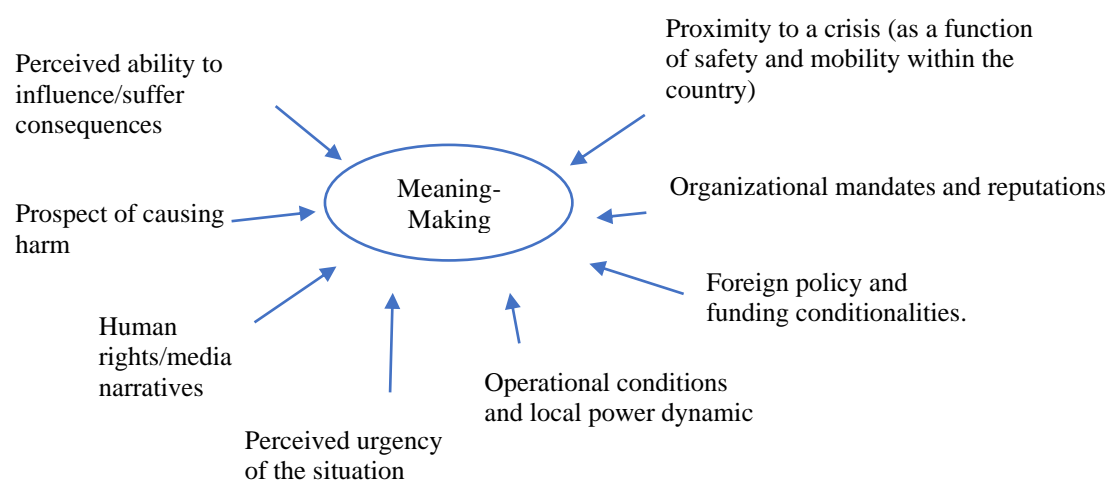 Proximity to a crisis (as a function
of safety and mobility within the
country)
Perceived ability to
influence/suffer
consequences
Meaning-
Making
Organizational mandates and reputations
Prospect of causing
harm
Foreign policy and
funding conditionalities.
Human
rights/media
narratives
Operational conditions
and local power dynamic
Perceived urgency
of the situation